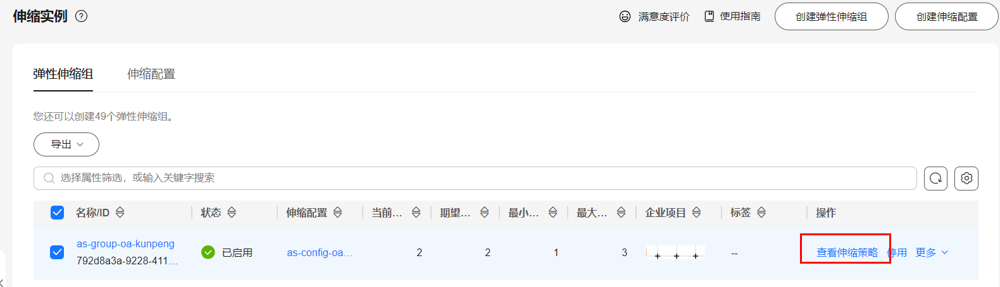 伸缩实例
满意度评价 使用指南 创建弹性伸缩组 创建伸缩配置
弹性伸缩组 伸缩配置
您还可以创建49个弹性伸缩组。
导出
选择属性筛选，或输入关键字搜索
名称/ID 状态 伸缩配置 当前... 期望... 最小... 最大... 企业项目 标签 操作
as-group-oa-kunpeng
792d8a3a-9228-411...
已启用 as-config-oa... 2 2 1 3 -- 查看伸缩策略 停用 更多